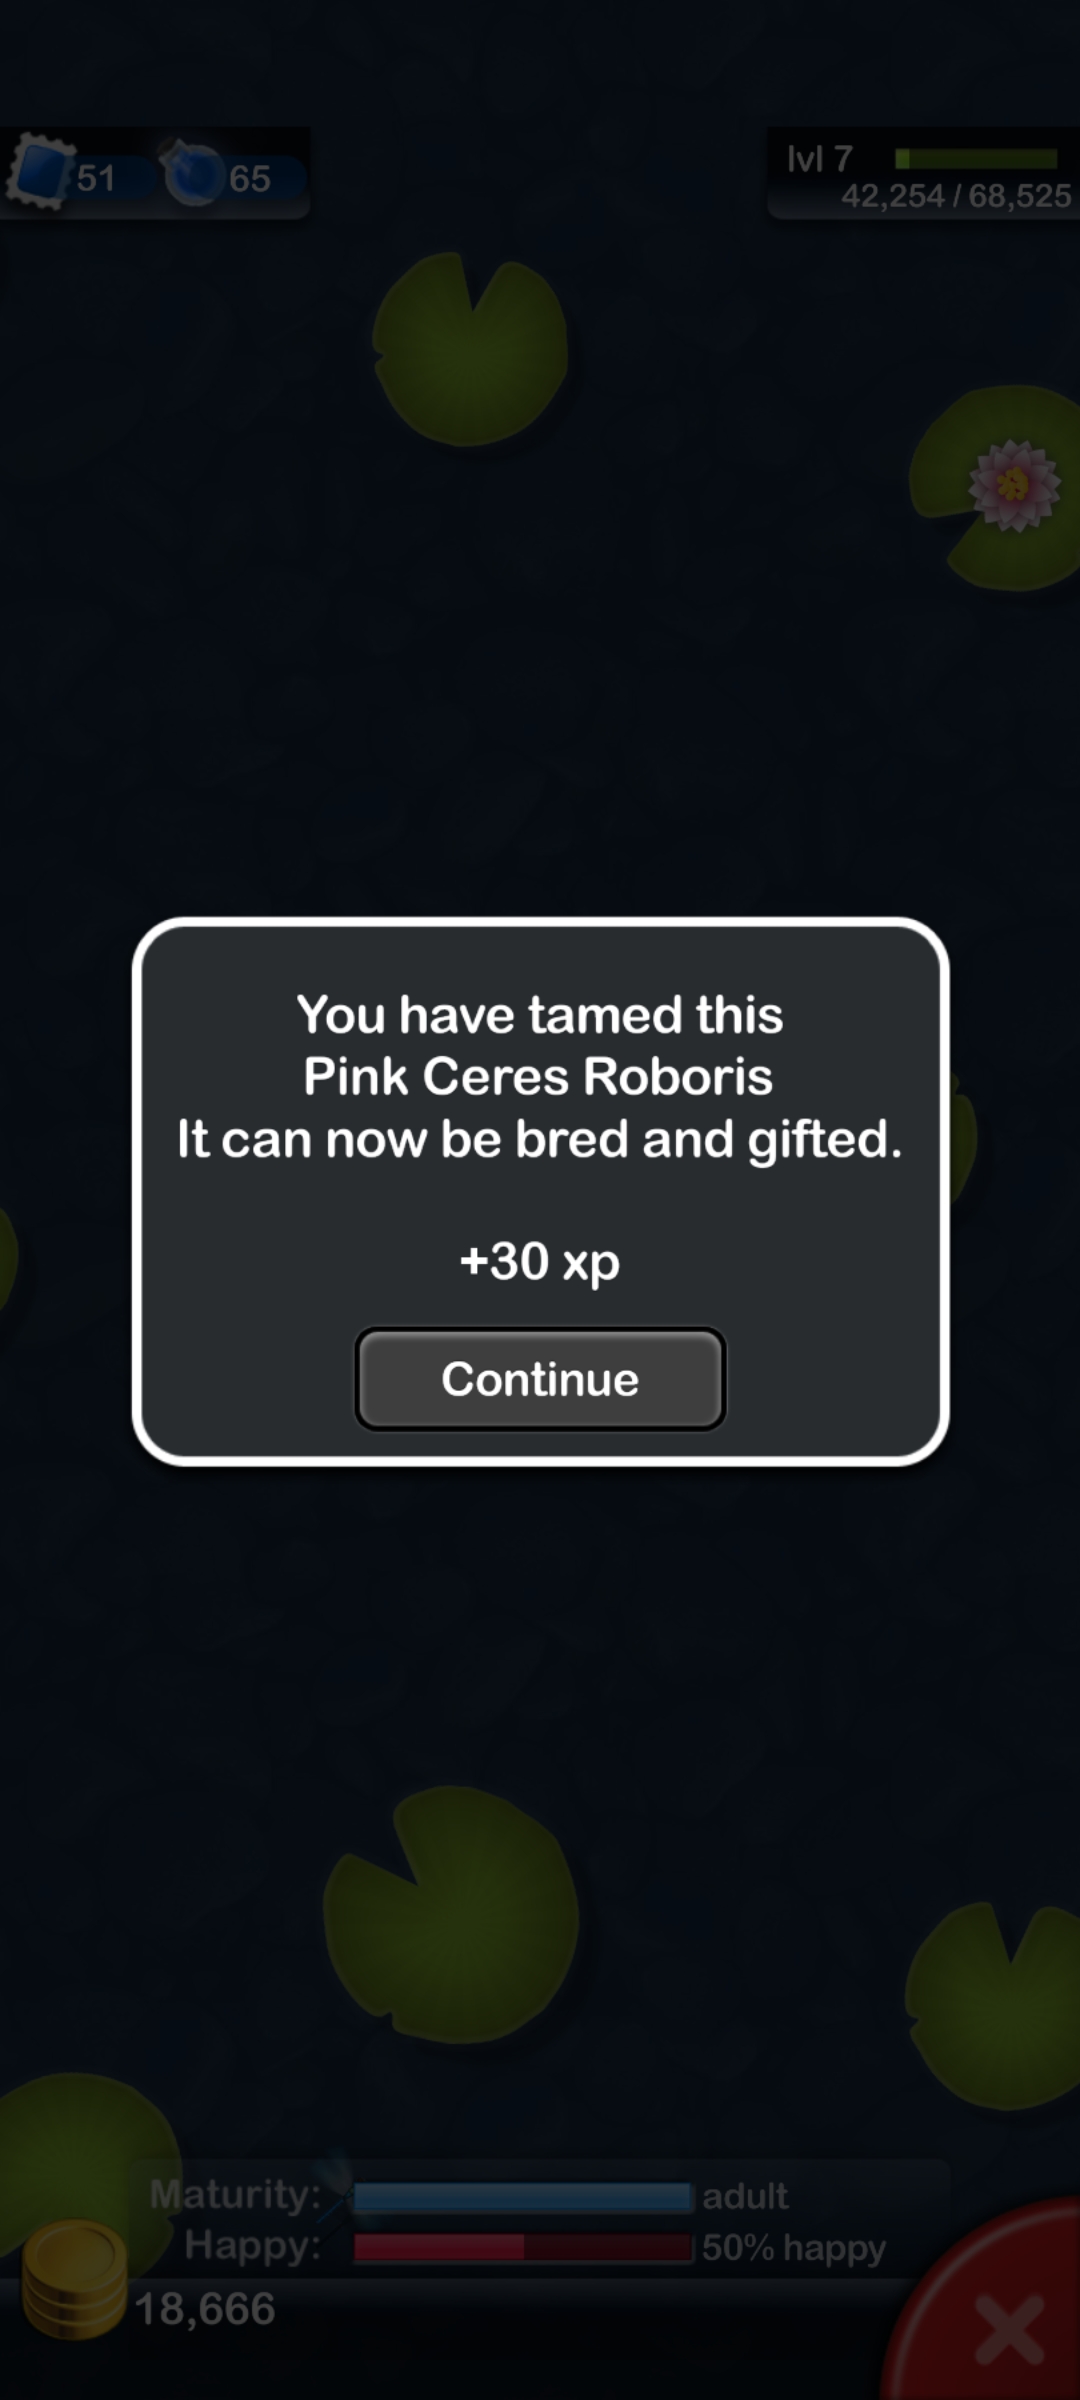 51
65
lvl 7
42,254 / 68,525
You have tamed this
Pink Ceres Roboris
It can now be bred and gifted.
+30 xp
Continue
Maturity: adult
Happy: 50% happy
18,666